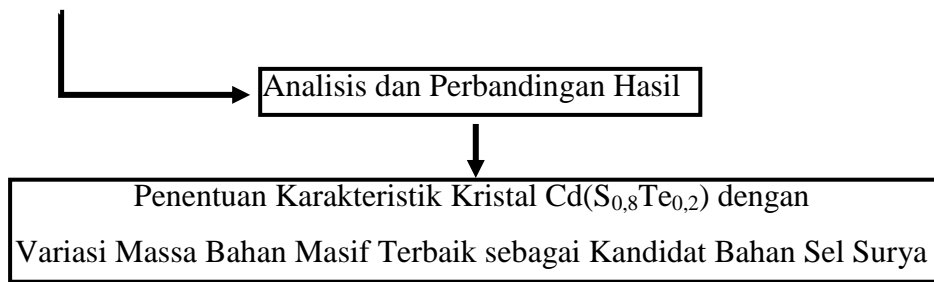 Analisis dan Perbandingan Hasil
Penentuan Karakteristik Kristal Cd(S₀,₈Te₀,₂) dengan
Variasi Massa Bahan Masif Terbaik sebagai Kandidat Bahan Sel Surya